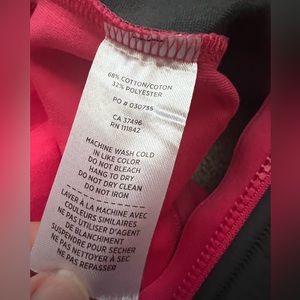 68% COTTON/COTON
32% POLYESTER
PO # 030735
CA 37496
RN 111842
MACHINE WASH COLD
IN LIKE COLOR
DO NOT BLEACH
HANG TO DRY
DO NOT DRY CLEAN
DO NOT IRON
LAVER À LA MACHINE AVEC
COULEURS SIMILAIRES
NE PAS UTILISER D'AGENT
DE BLANCHIMENT
SUSPENDRE POUR SÉCHER
NE PAS NETTOYER À SEC
NE PAS REPASSER